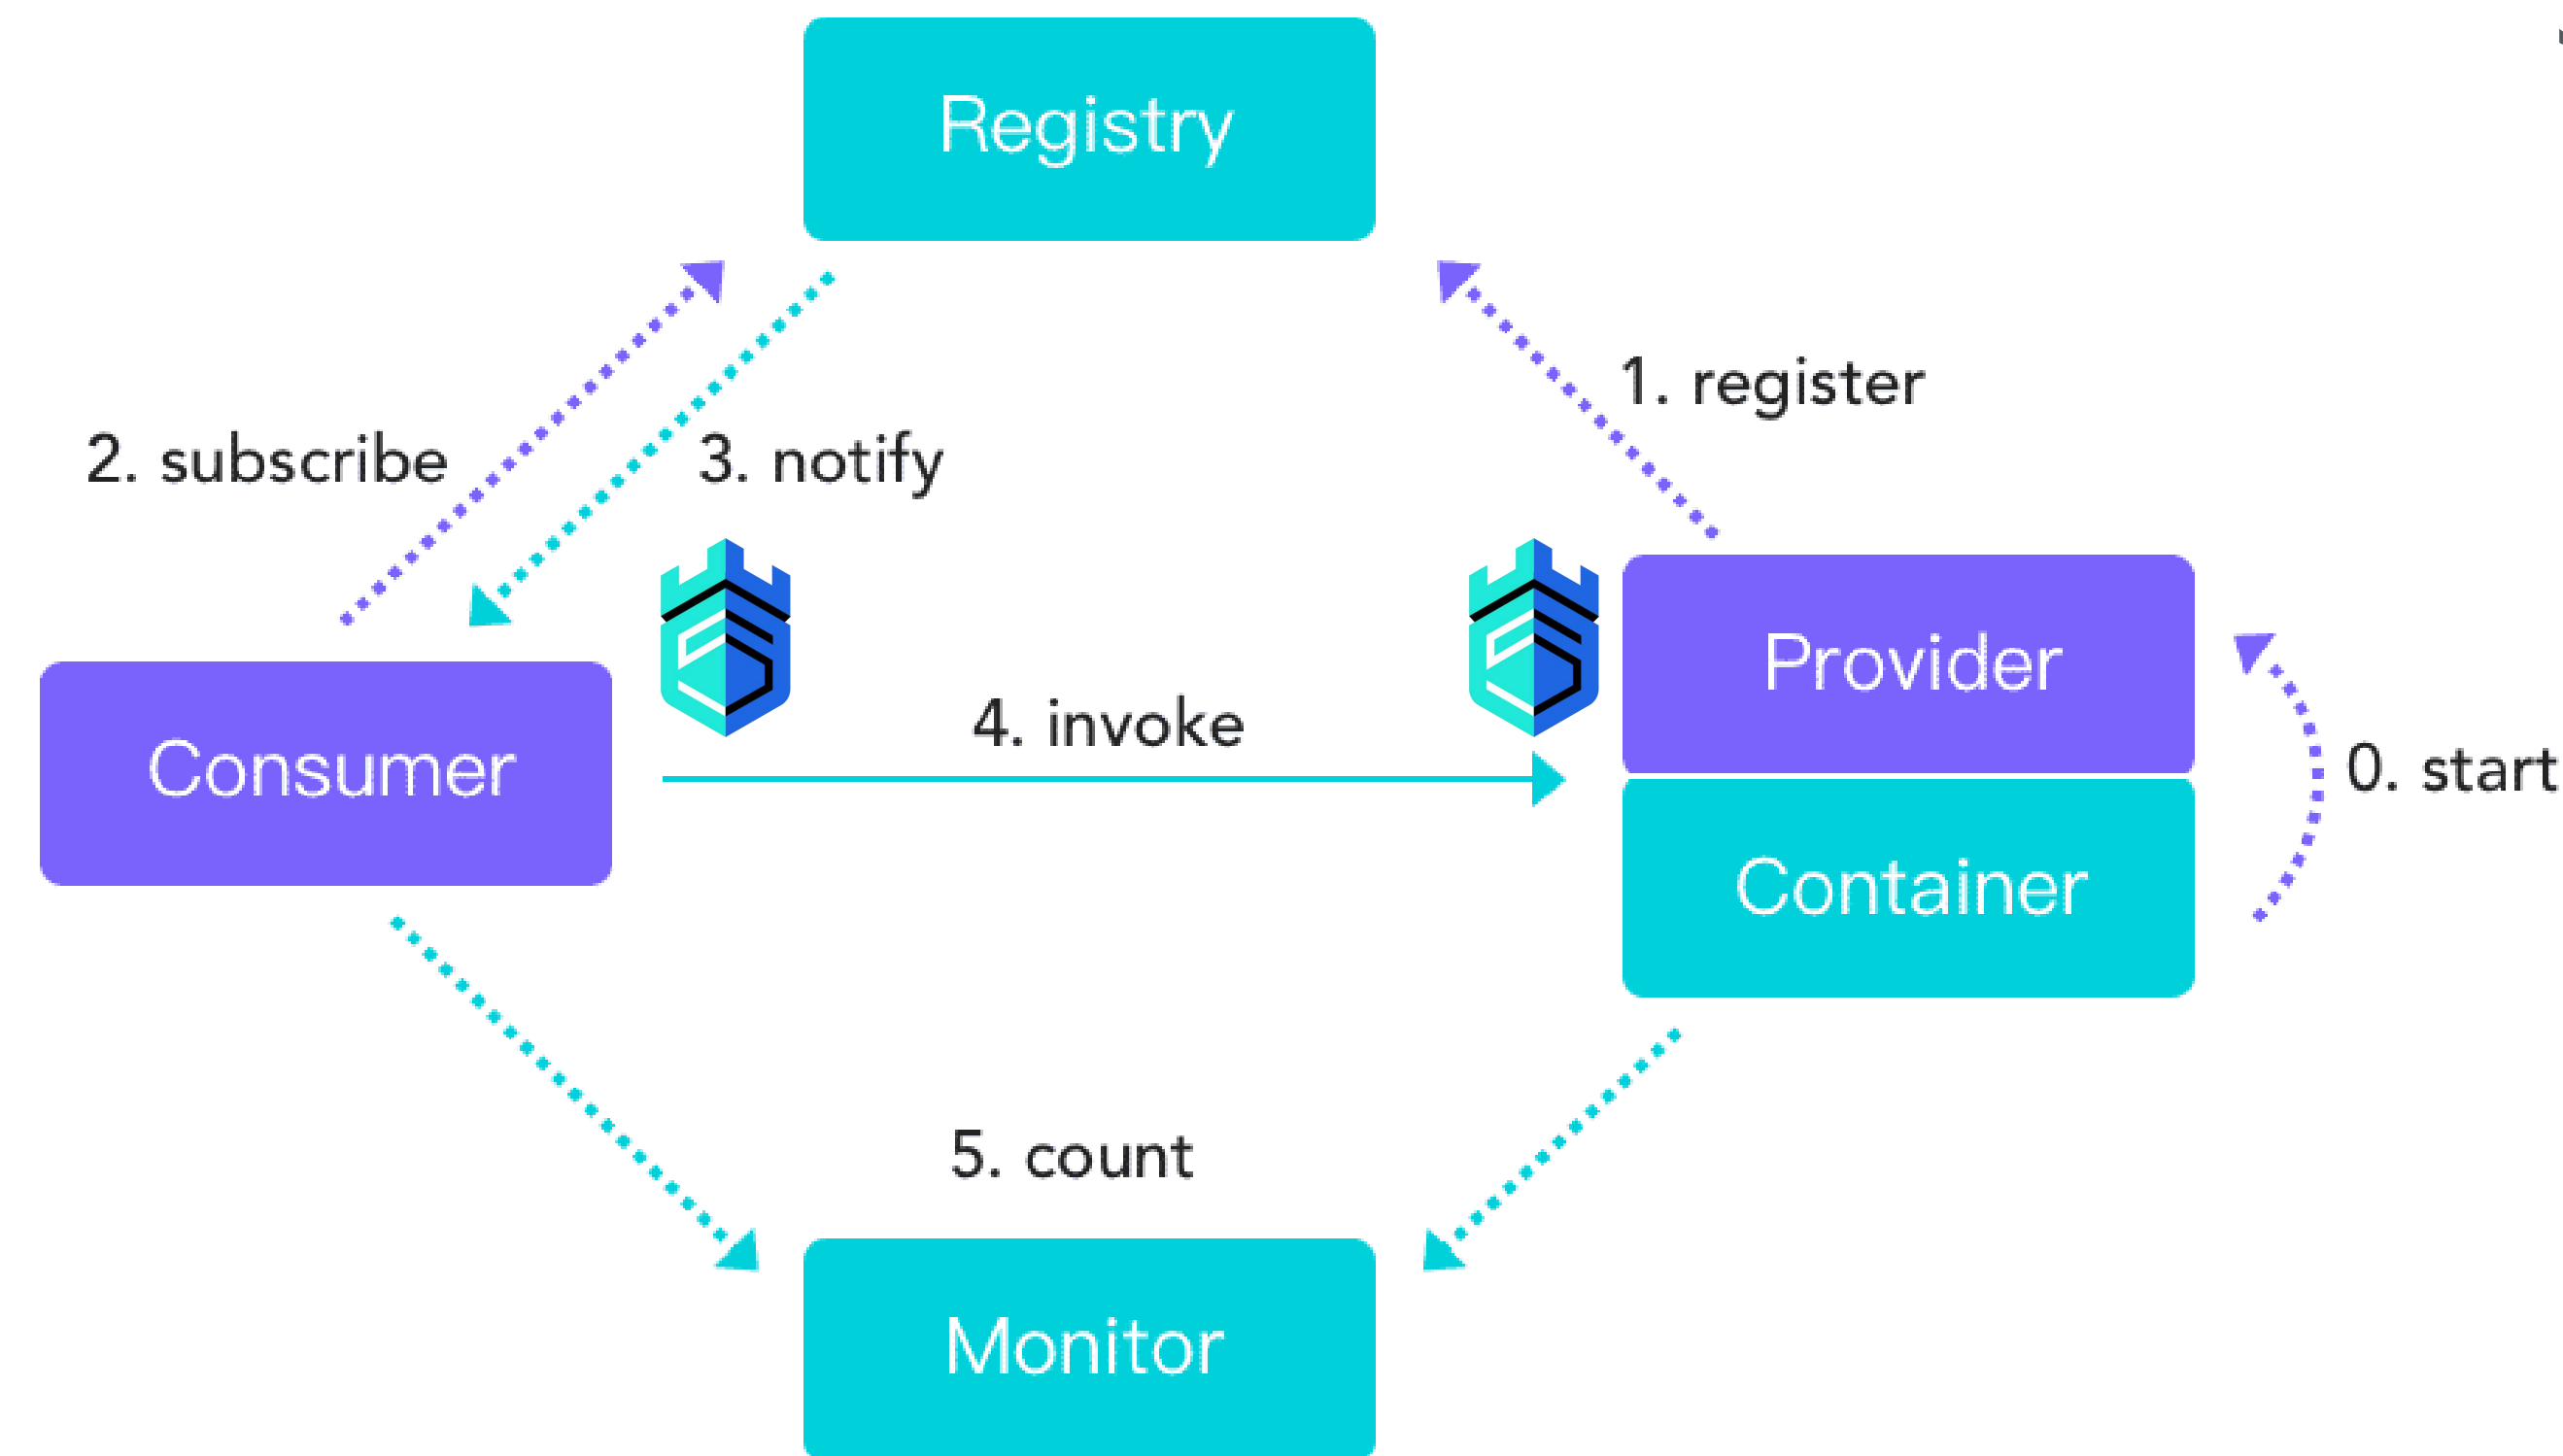 Registry
1. register
2. subscribe
3. notify
Provider
4. invoke
Consumer
0. start
Container
5. count
Monitor